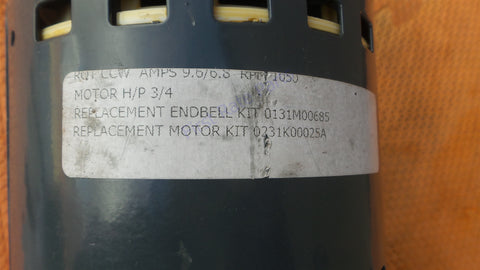 ROT CCW AMPS 9.6/6.8 RPM 1050
MOTOR H/P 3/4
REPLACEMENT ENDBELL KIT 0131M00685
REPLACEMENT MOTOR KIT 0231K00025A